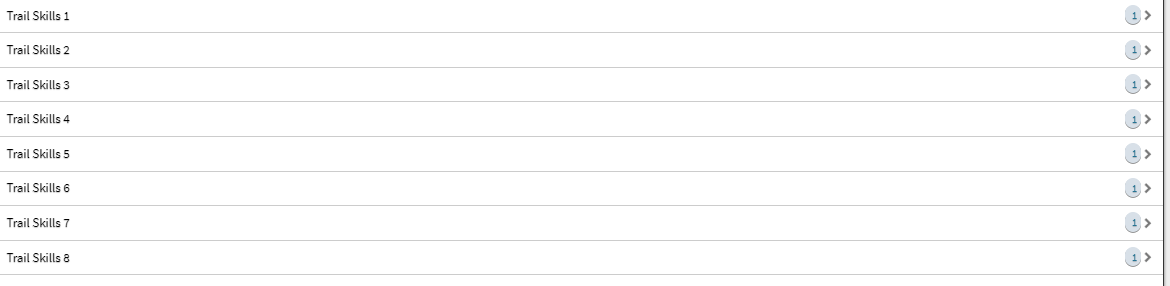 Trail Skills 1 1
Trail Skills 2 1
Trail Skills 3 1
Trail Skills 4 1
Trail Skills 5 1
Trail Skills 6 1
Trail Skills 7 1
Trail Skills 8 1